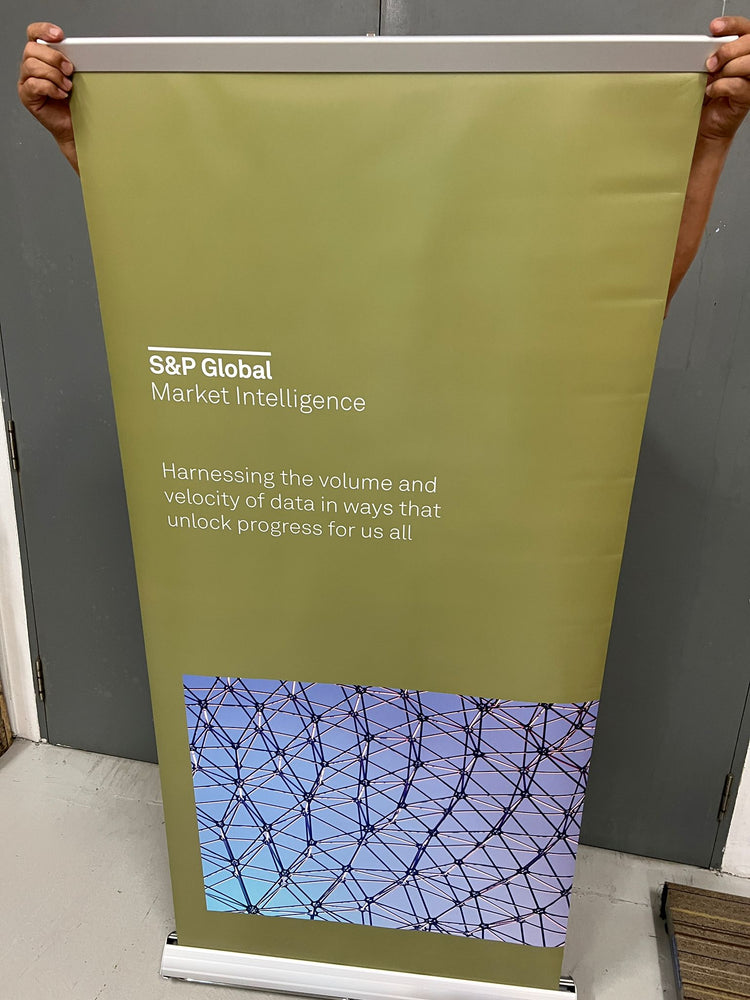 S&P Global
Market Intelligence
Harnessing the volume and
velocity of data in ways that
unlock progress for us all